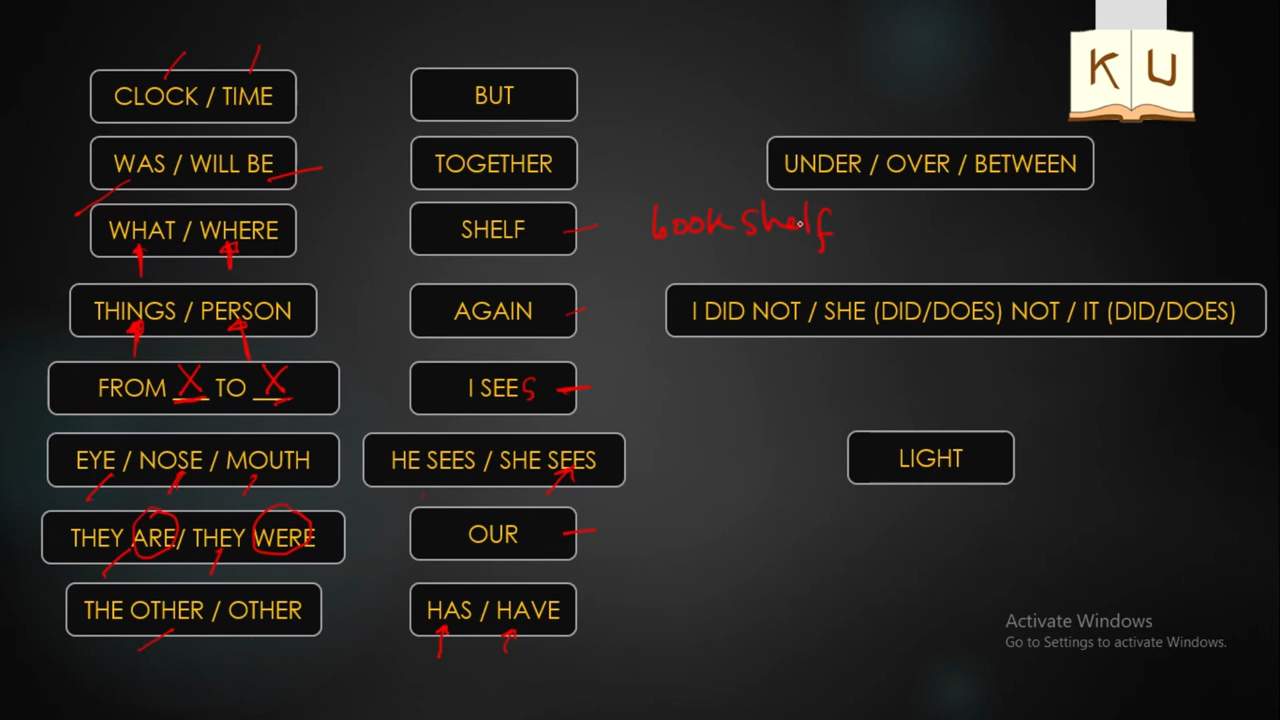 K U
CLOCK / TIME
BUT
WAS / WILL BE
TOGETHER
UNDER / OVER / BETWEEN
WHAT / WHERE
SHELF
book shelf
THINGS / PERSON
AGAIN
I DID NOT / SHE (DID/DOES) NOT / IT (DID/DOES)
FROM X TO X
I SEES
EYE / NOSE / MOUTH
HE SEES / SHE SEES
LIGHT
THEY ARE/ THEY WERE
OUR
THE OTHER / OTHER
HAS / HAVE
Activate Windows
Go to Settings to activate Windows.